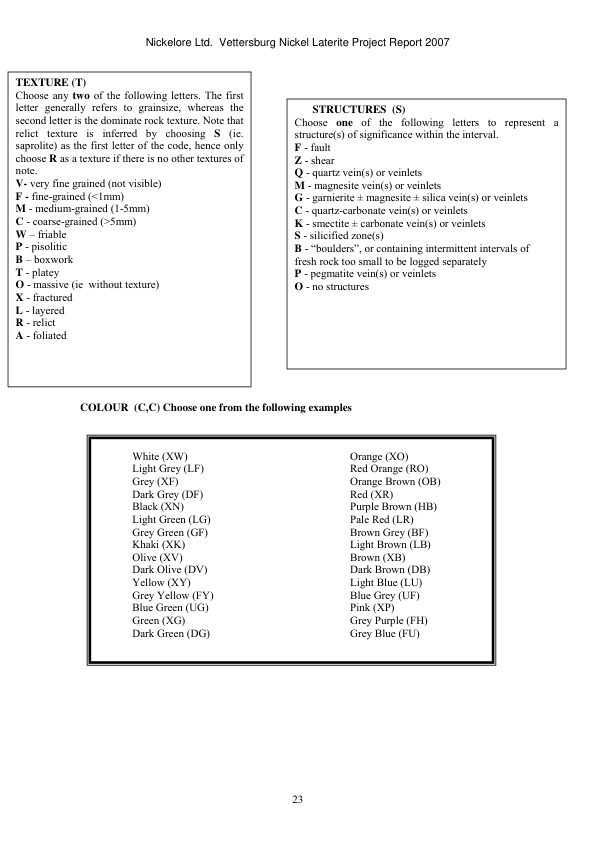 Nickelore Ltd.  Vettersburg Nickel Laterite Project Report 2007
TEXTURE (T)
Choose any two of the following letters. The first
letter generally refers to grainsize, whereas the
second letter is the dominate rock texture. Note that
relict texture is inferred by choosing S (ie.
saprolite) as the first letter of the code, hence only
choose R as a texture if there is no other textures of
note.
V- very fine grained (not visible)
F - fine-grained (<1mm)
M - medium-grained (1-5mm)
C - coarse-grained (>5mm)
W – friable
P - pisolitic
B – boxwork
T - platey
O - massive (ie  without texture)
X - fractured
L - layered
R - relict
A - foliated
STRUCTURES  (S)
Choose one of the following letters to represent a
structure(s) of significance within the interval.
F - fault
Z - shear
Q - quartz vein(s) or veinlets
M - magnesite vein(s) or veinlets
G - garnierite ± magnesite ± silica vein(s) or veinlets
C - quartz-carbonate vein(s) or veinlets
K - smectite ± carbonate vein(s) or veinlets
S - silicified zone(s)
B - “boulders”, or containing intermittent intervals of
fresh rock too small to be logged separately
P - pegmatite vein(s) or veinlets
O - no structures
COLOUR  (C,C) Choose one from the following examples
White (XW)
Light Grey (LF)
Grey (XF)
Dark Grey (DF)
Black (XN)
Light Green (LG)
Grey Green (GF)
Khaki (XK)
Olive (XV)
Dark Olive (DV)
Yellow (XY)
Grey Yellow (FY)
Blue Green (UG)
Green (XG)
Dark Green (DG)
Orange (XO)
Red Orange (RO)
Orange Brown (OB)
Red (XR)
Purple Brown (HB)
Pale Red (LR)
Brown Grey (BF)
Light Brown (LB)
Brown (XB)
Dark Brown (DB)
Light Blue (LU)
Blue Grey (UF)
Pink (XP)
Grey Purple (FH)
Grey Blue (FU)
23